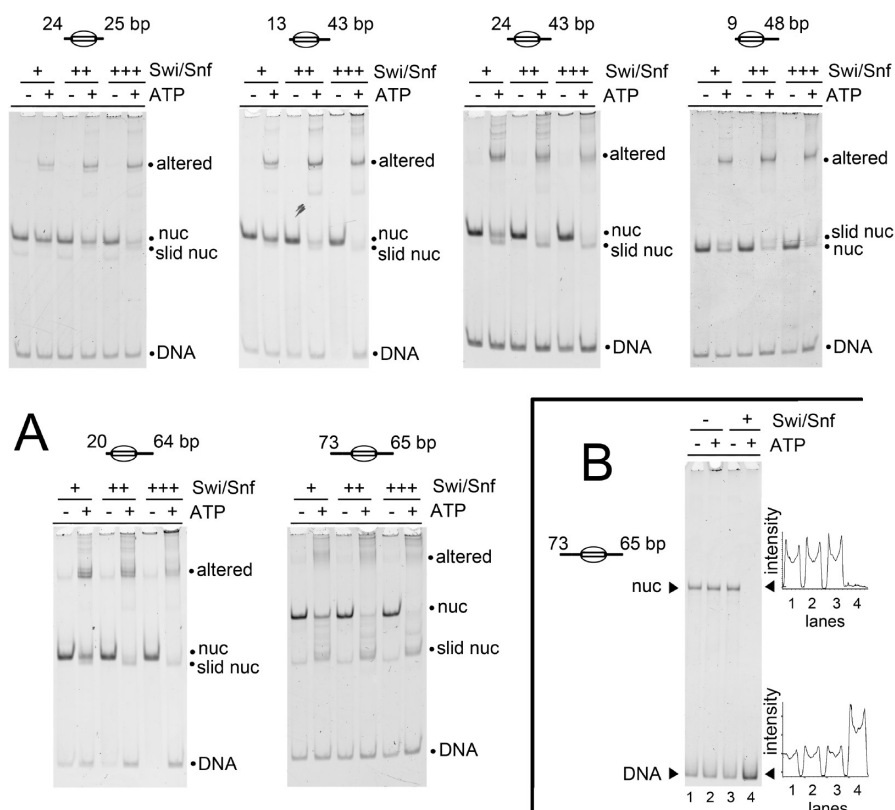 24 25 bp
+ ++ +++ Swi/Snf
- + - + - + ATP
altered
nuc
slid nuc
DNA
13 43 bp
+ ++ +++ Swi/Snf
- + - + - + ATP
altered
nuc
slid nuc
DNA
24 43 bp
+ ++ +++ Swi/Snf
- + - + - + ATP
altered
nuc
slid nuc
DNA
9 48 bp
+ ++ +++ Swi/Snf
- + - + - + ATP
altered
slid nuc
nuc
DNA
A
20 64 bp
+ ++ +++ Swi/Snf
- + - + - + ATP
altered
nuc
slid nuc
DNA
73 65 bp
+ ++ +++ Swi/Snf
- + - + - + ATP
altered
nuc
slid nuc
DNA
B
- + Swi/Snf
- + - + ATP
73 65 bp
nuc
intensity
1 2 3 4
lanes
DNA
intensity
1 2 3 4
1 2 3 4
lanes